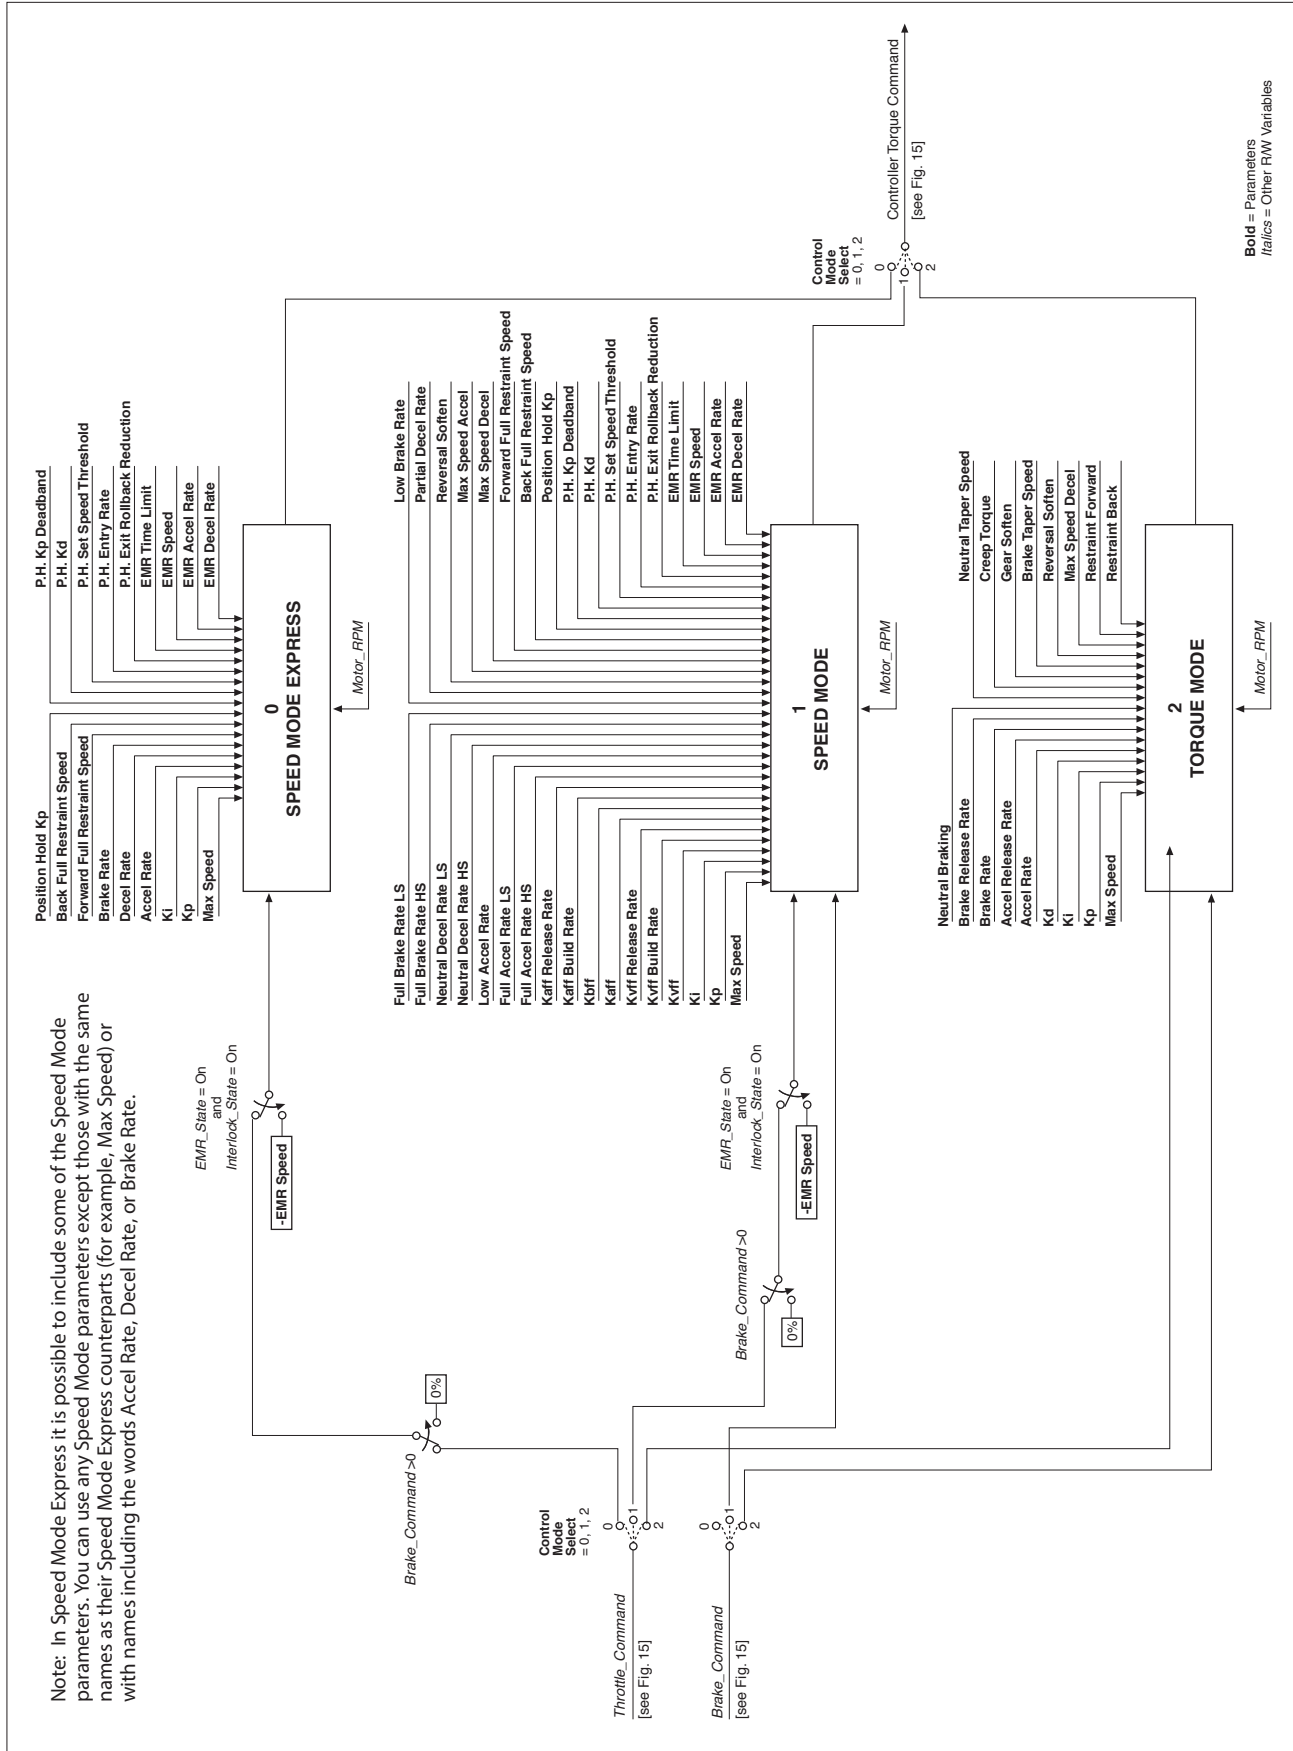 Note: In Speed Mode Express it is possible to include some of the Speed Mode
parameters. You can use any Speed Mode parameters except those with the same
names as their Speed Mode Express counterparts (for example, Max Speed) or
with names including the words Accel Rate, Decel Rate, or Brake Rate.
Throttle_Command
[see Fig. 15]
Brake_Command
[see Fig. 15]
Control
Mode
Select
= 0, 1, 2
0
1
2
0
1
2
Brake_Command >0
0%
EMR_State = On
and
Interlock_State = On
-EMR Speed
Position Hold Kp
Back Full Restraint Speed
Forward Full Restraint Speed
Brake Rate
Decel Rate
Accel Rate
Ki
Kp
Max Speed
P.H. Kp Deadband
P.H. Kd
P.H. Set Speed Threshold
P.H. Entry Rate
P.H. Exit Rollback Reduction
EMR Time Limit
EMR Speed
EMR Accel Rate
EMR Decel Rate
0
SPEED MODE EXPRESS
Motor_RPM
Brake_Command >0
0%
EMR_State = On
and
Interlock_State = On
-EMR Speed
Full Brake Rate LS
Full Brake Rate HS
Neutral Decel Rate LS
Neutral Decel Rate HS
Low Accel Rate
Full Accel Rate LS
Full Accel Rate HS
Kaff Release Rate
Kaff Build Rate
Kbff
Kaff
Kvff Release Rate
Kvff Build Rate
Kvff
Ki
Kp
Max Speed
Low Brake Rate
Partial Decel Rate
Reversal Soften
Max Speed Accel
Max Speed Decel
Forward Full Restraint Speed
Back Full Restraint Speed
Position Hold Kp
P.H. Kp Deadband
P.H. Kd
P.H. Set Speed Threshold
P.H. Entry Rate
P.H. Exit Rollback Reduction
EMR Time Limit
EMR Speed
EMR Accel Rate
EMR Decel Rate
1
SPEED MODE
Motor_RPM
Neutral Braking
Brake Release Rate
Brake Rate
Accel Release Rate
Accel Rate
Kd
Ki
Kp
Max Speed
Neutral Taper Speed
Creep Torque
Gear Soften
Brake Taper Speed
Reversal Soften
Max Speed Decel
Restraint Forward
Restraint Back
2
TORQUE MODE
Motor_RPM
Control
Mode
Select
= 0, 1, 2
0
1
2
Controller Torque Command
[see Fig. 15]
Bold = Parameters
Italics = Other R/W Variables